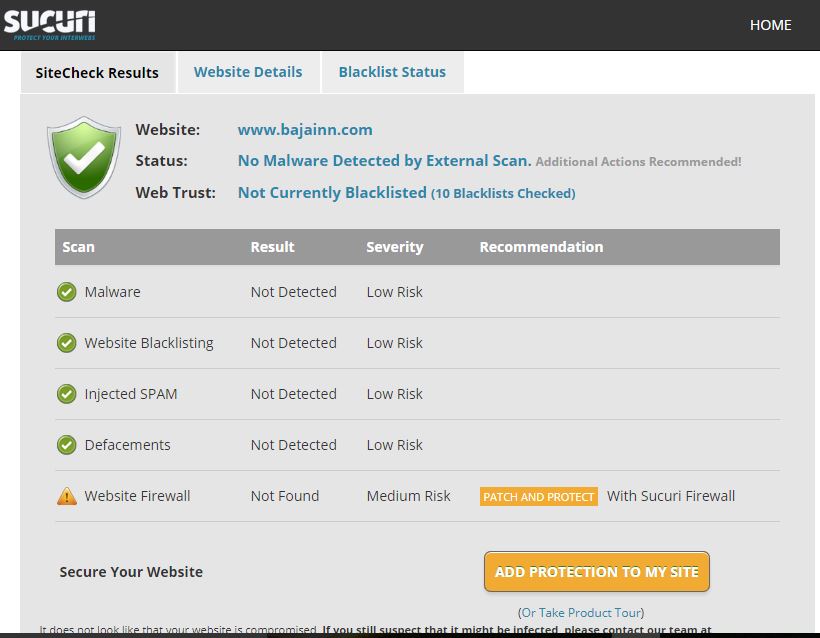 sucuri
PROTECT YOUR INTERWEBS
HOME
SiteCheck Results Website Details Blacklist Status
Website: www.bajainn.com
Status: No Malware Detected by External Scan. Additional Actions Recommended!
Web Trust: Not Currently Blacklisted (10 Blacklists Checked)
Scan Result Severity Recommendation
Malware Not Detected Low Risk
Website Blacklisting Not Detected Low Risk
Injected SPAM Not Detected Low Risk
Defacements Not Detected Low Risk
Website Firewall Not Found Medium Risk PATCH AND PROTECT With Sucuri Firewall
Secure Your Website ADD PROTECTION TO MY SITE
(Or Take Product Tour)
It does not look like that your website is compromised. If you still suspect that it might be infected, please contact our team at